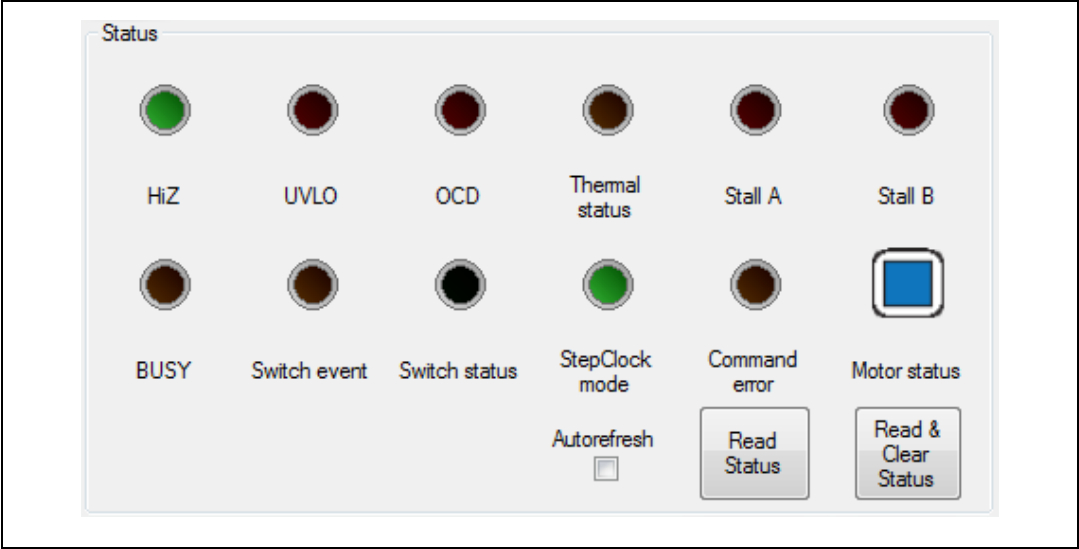 Status
HiZ
UVLO
OCD
Thermal
status
Stall A
Stall B
BUSY
Switch event
Switch status
StepClock
mode
Command
error
Motor status
Autorefresh
Read
Status
Read &
Clear
Status